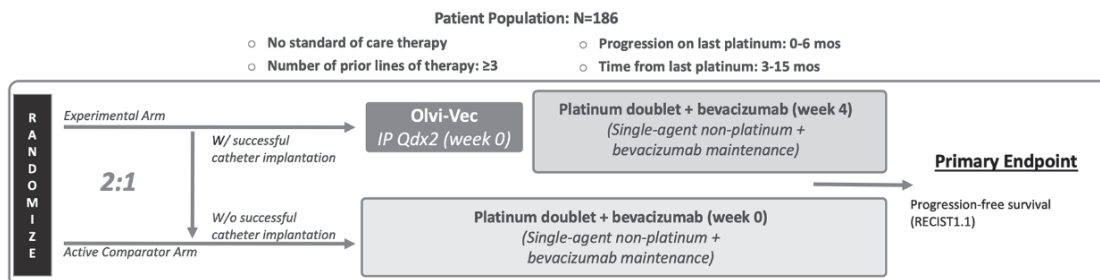 Patient Population: N=186
○ No standard of care therapy
○ Number of prior lines of therapy: ≥3
○ Progression on last platinum: 0-6 mos
○ Time from last platinum: 3-15 mos
RANDOMIZE
Experimental Arm
W/ successful
catheter implantation
2:1
W/o successful
catheter implantation
Active Comparator Arm
Olvi-Vec
IP Qdx2 (week 0)
Platinum doublet + bevacizumab (week 4)
(Single-agent non-platinum +
bevacizumab maintenance)
Platinum doublet + bevacizumab (week 0)
(Single-agent non-platinum +
bevacizumab maintenance)
Primary Endpoint
Progression-free survival
(RECIST1.1)